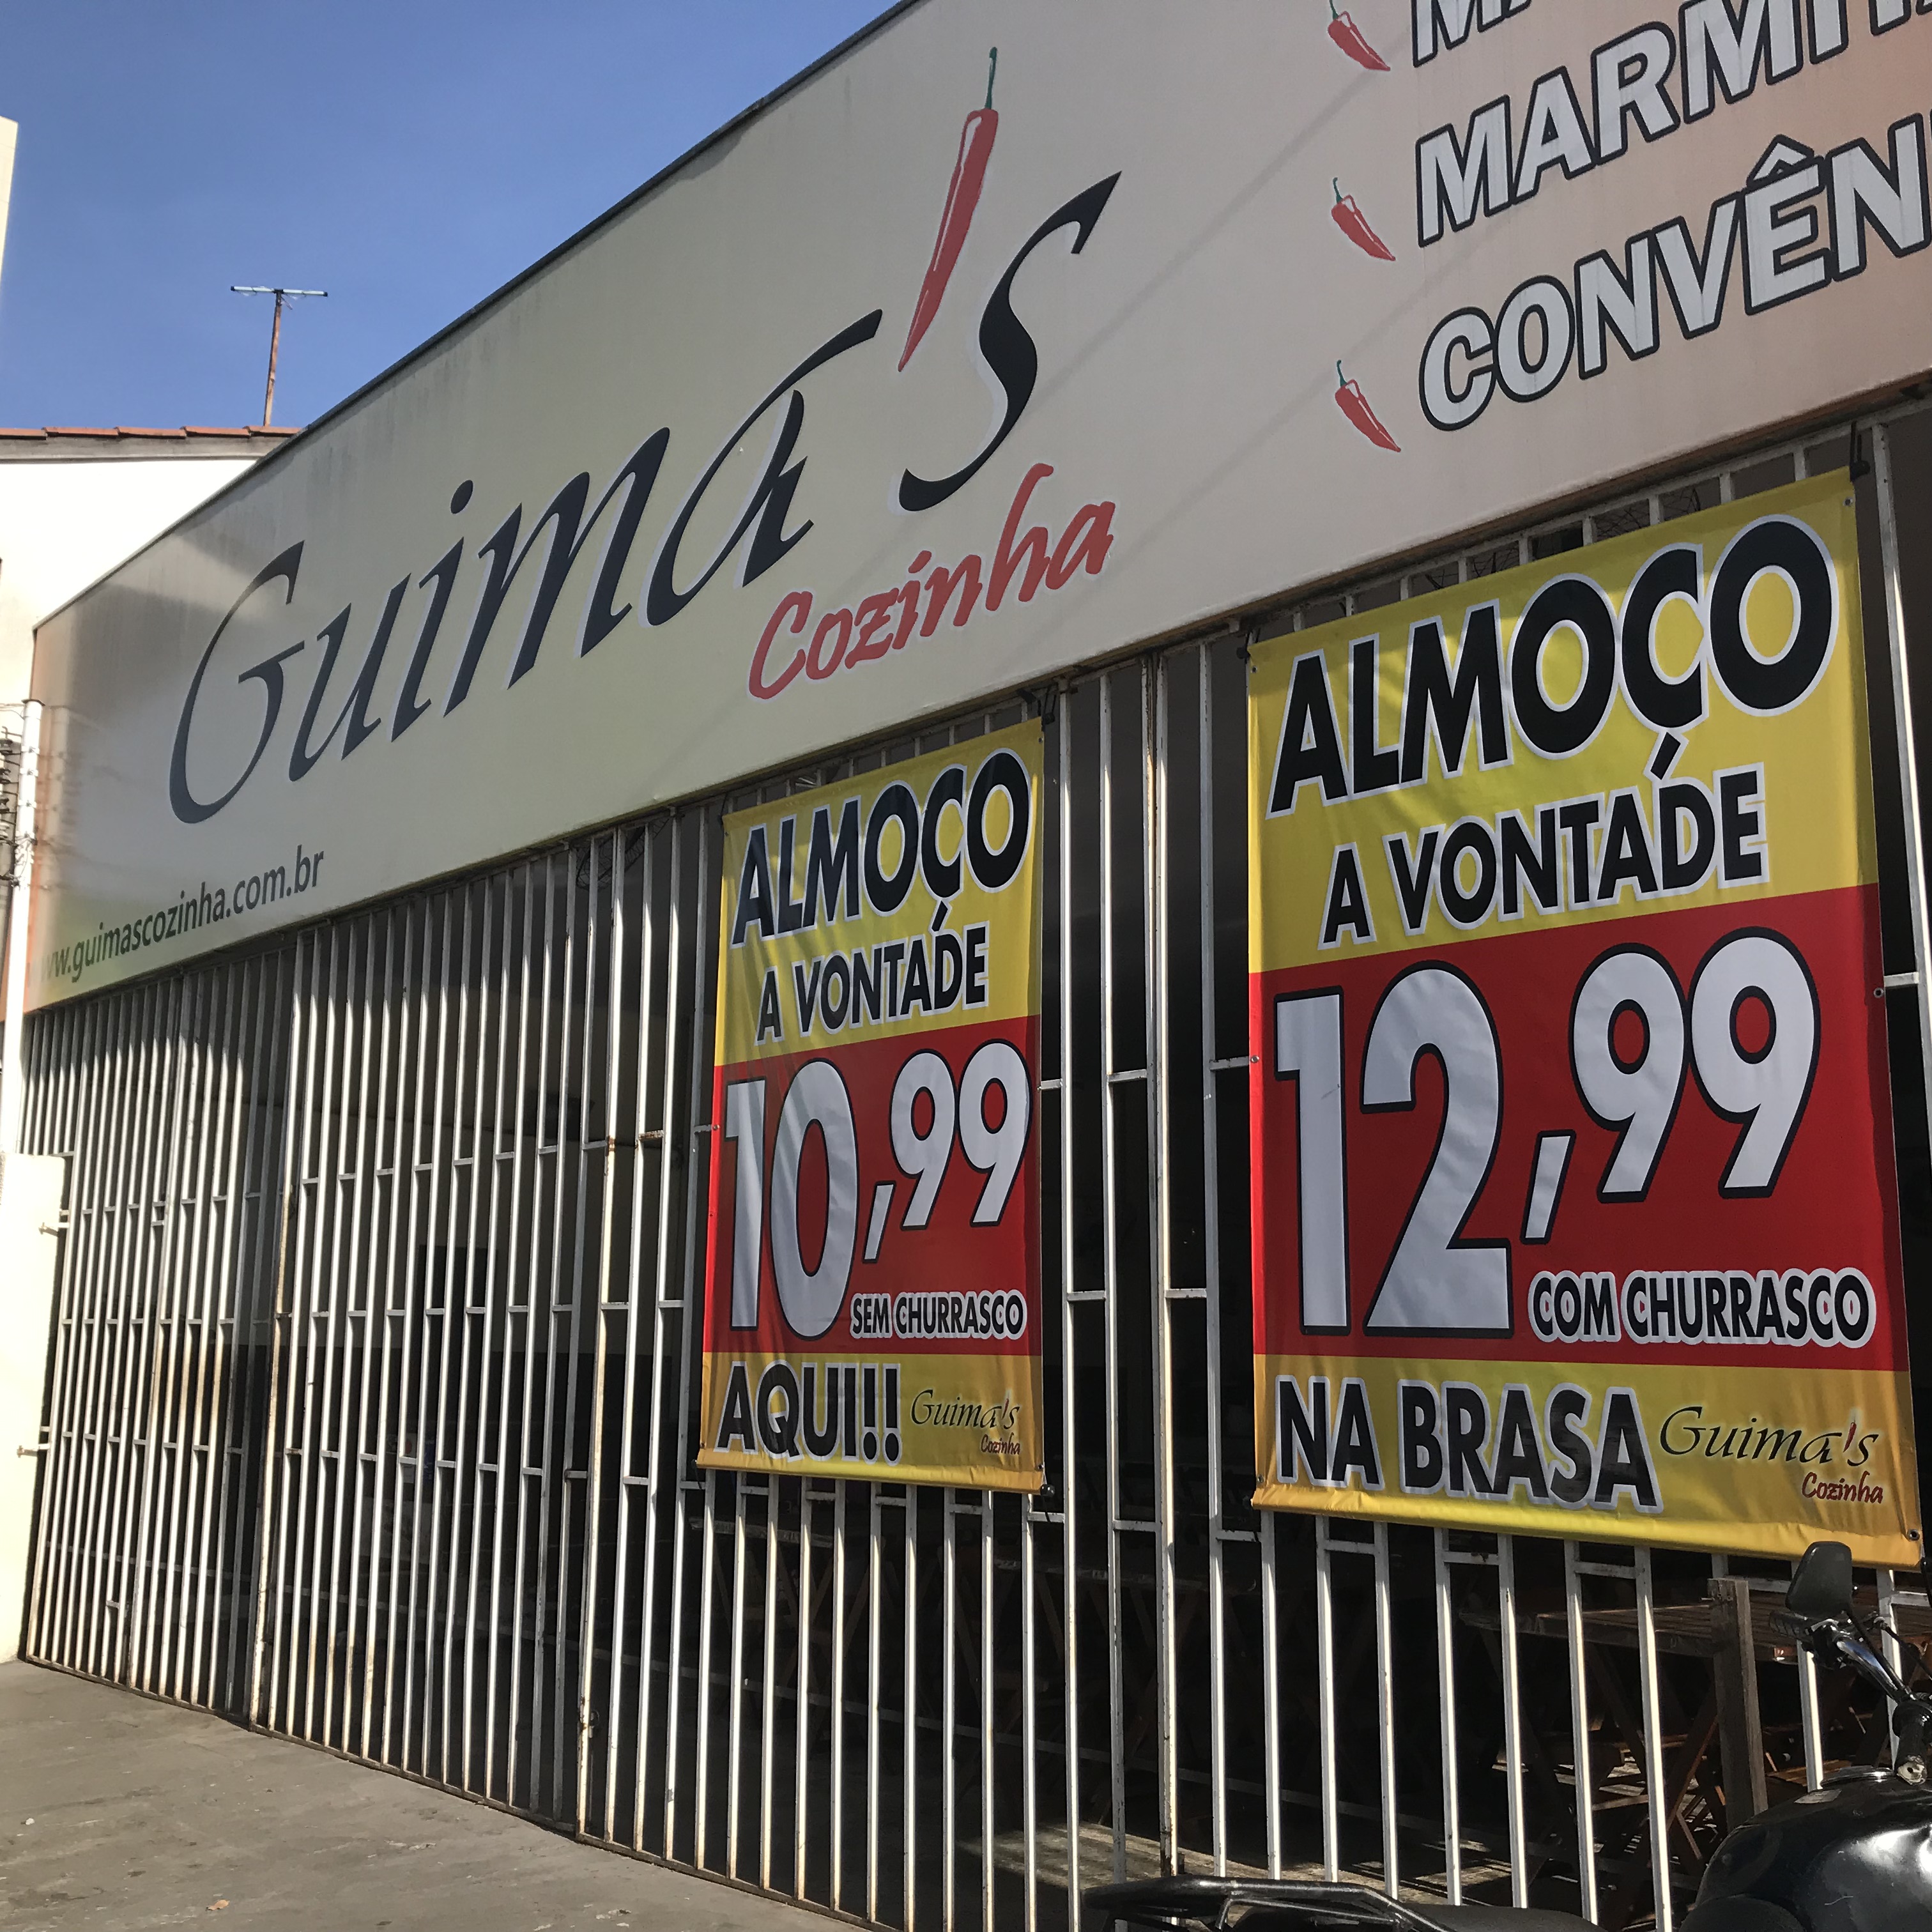 Guima's
Cozinha
MARMI
CONVÊN
www.guimascozinha.com.br
ALMOÇO
A VONTADE
10,99
SEM CHURRASCO
AQUI!!
Guima's
Cozinha
ALMOÇO
A VONTADE
12,99
COM CHURRASCO
NA BRASA
Guima's
Cozinha